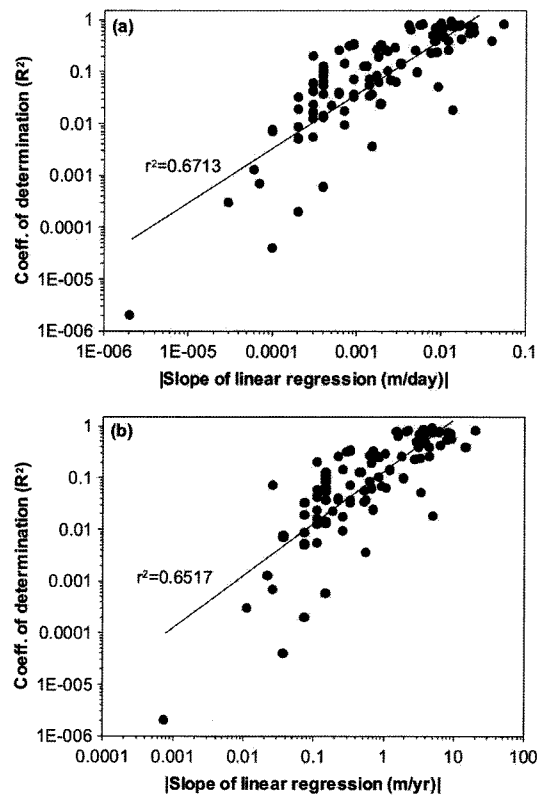 (a)
Coeff. of determination (R²)
1
0.1
0.01
0.001
0.0001
1E-005
1E-006
r²=0.6713
1E-006 1E-005 0.0001 0.001 0.01 0.1
|Slope of linear regression (m/day)|
(b)
Coeff. of determination (R²)
1
0.1
0.01
0.001
0.0001
1E-005
1E-006
r²=0.6517
0.0001 0.001 0.01 0.1 1 10 100
|Slope of linear regression (m/yr)|